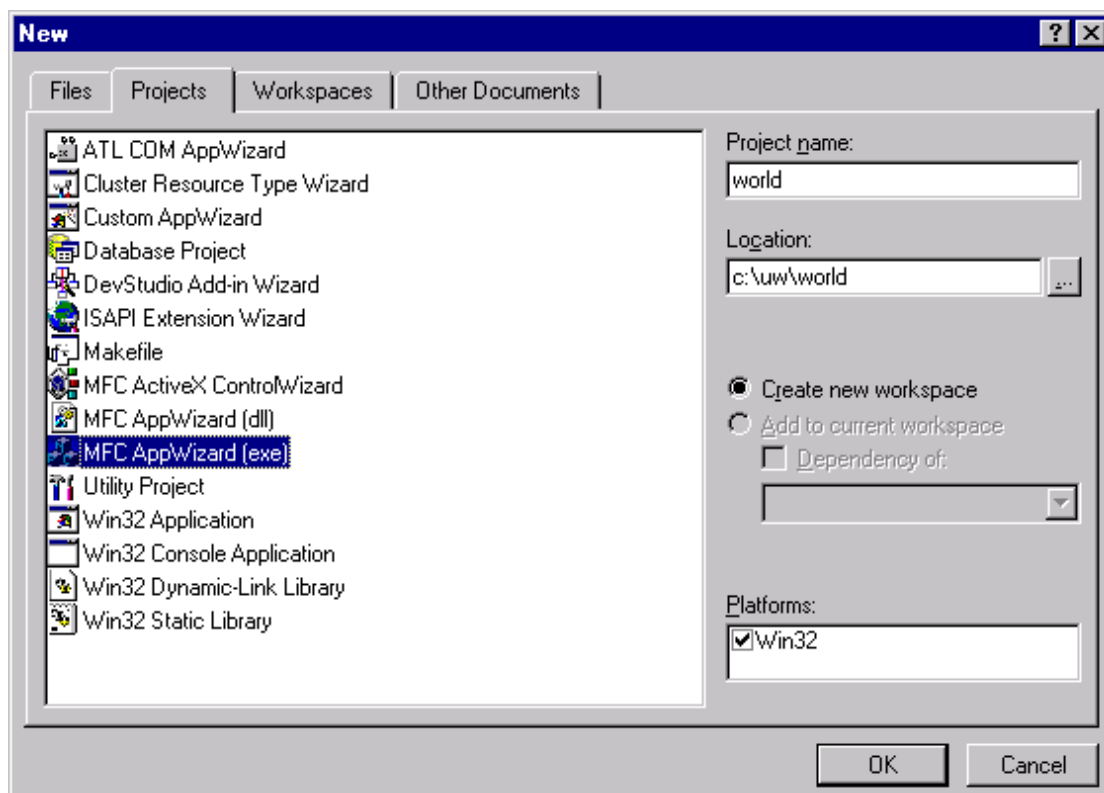 New
Files
Projects
Workspaces
Other Documents
ATL COM AppWizard
Cluster Resource Type Wizard
Custom AppWizard
Database Project
DevStudio Add-in Wizard
ISAPI Extension Wizard
Makefile
MFC ActiveX ControlWizard
MFC AppWizard (dll)
MFC AppWizard (exe)
Utility Project
Win32 Application
Win32 Console Application
Win32 Dynamic-Link Library
Win32 Static Library
Project name:
world
Location:
c:\uw\world
...
Create new workspace
Add to current workspace
Dependency of:
Platforms:
Win32
OK
Cancel